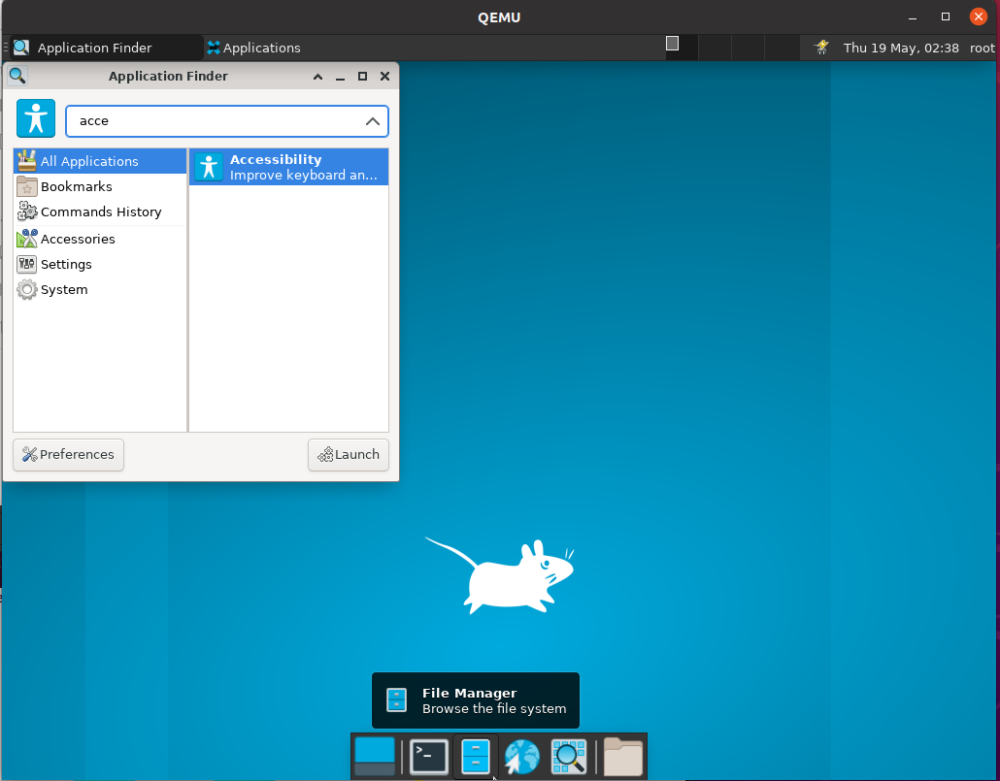 QEMU
Application Finder
Applications
Thu 19 May, 02:38 root
Application Finder
acce
All Applications
Bookmarks
Commands History
Accessories
Settings
System
Accessibility
Improve keyboard an...
Preferences
Launch
File Manager
Browse the file system